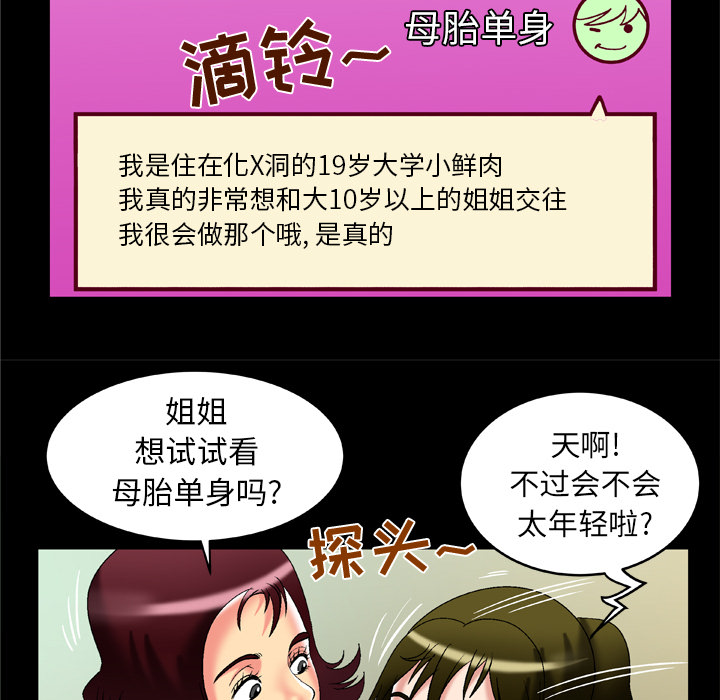 母胎单身
滴铃~
我是住在化X洞的19岁大学小鲜肉
我真的非常想和大10岁以上的姐姐交往
我很会做那个哦, 是真的
姐姐
想试试看
母胎单身吗?
天啊!
不过会不会
太年轻啦?
探头~